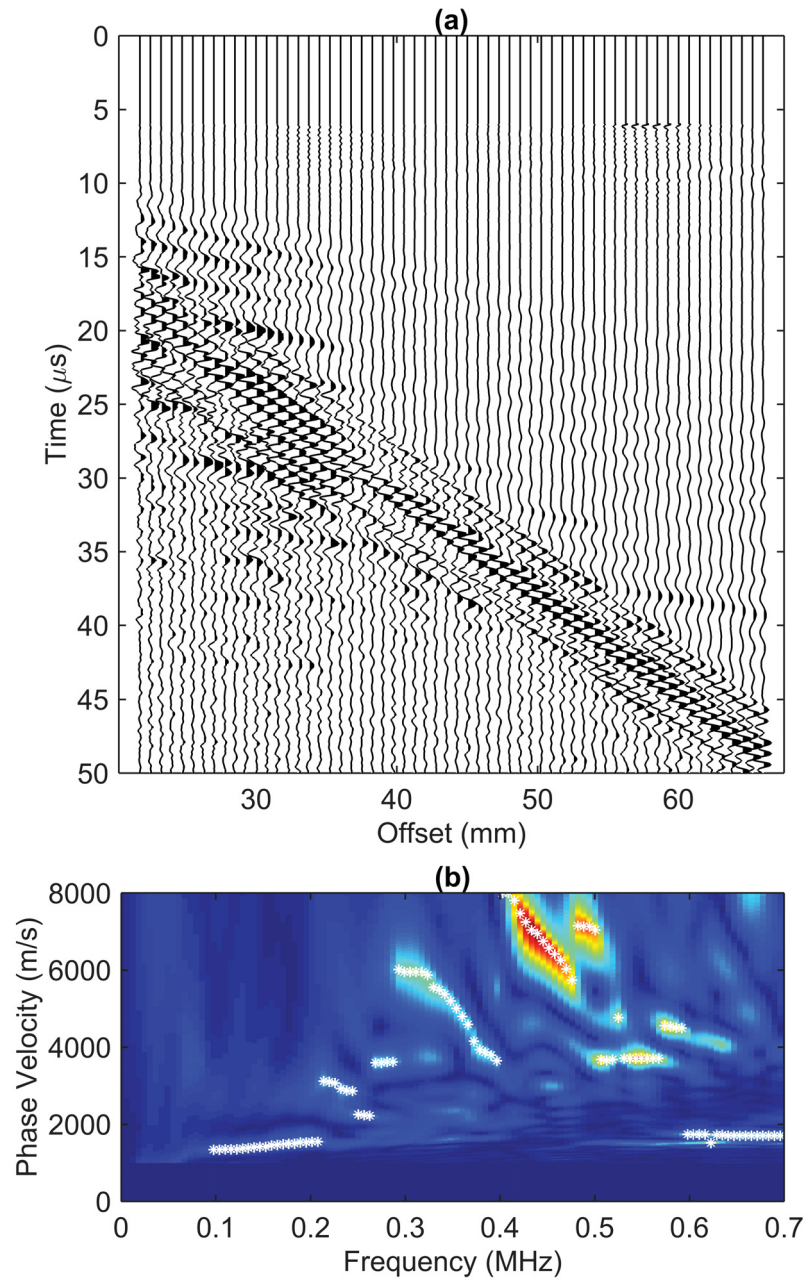 (a)
0
5
10
15
20
25
30
35
40
45
50
Time (μs)
30 40 50 60
Offset (mm)
(b)
8000
6000
4000
2000
0
Phase Velocity (m/s)
0 0.1 0.2 0.3 0.4 0.5 0.6 0.7
Frequency (MHz)